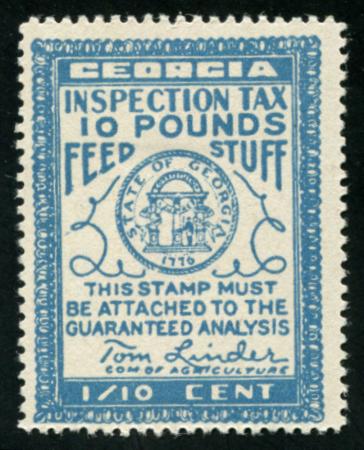 GEORGIA
INSPECTION TAX
10 POUNDS
FEED STUFF
STATE OF GEORGIA
1776
THIS STAMP MUST
BE ATTACHED TO THE
GUARANTEED ANALYSIS
Tom Linder
COM OF AGRICULTURE
1/10 CENT